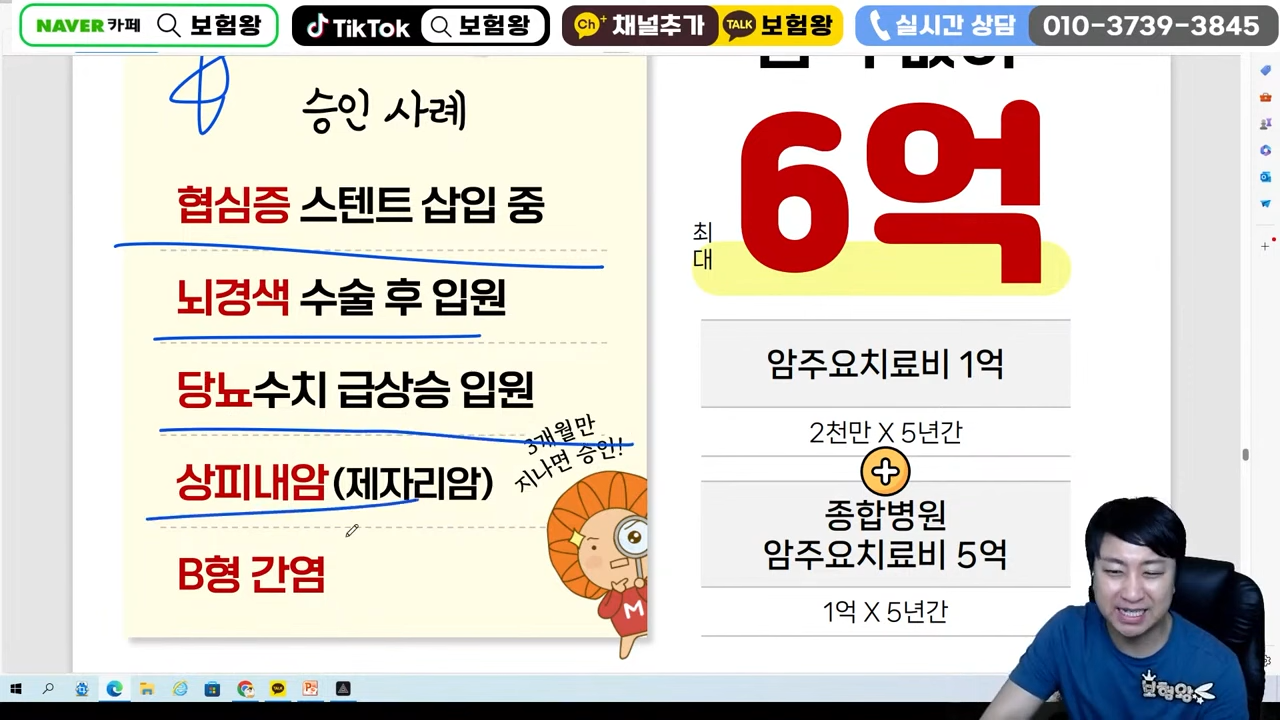 NAVER 카페 보험왕
TikTok 보험왕
Ch+ 채널추가 TALK 보험왕
실시간 상담 010-3739-3845
승인 사례
협심증 스텐트 삽입 중
뇌경색 수술 후 입원
당뇨수치 급상승 입원
3개월만
지나면 승인!
상피내암(제자리암)
B형 간염
M
최대
6억
암주요치료비 1억
2천만 X 5년간
+
종합병원
암주요치료비 5억
1억 X 5년간
보험왕